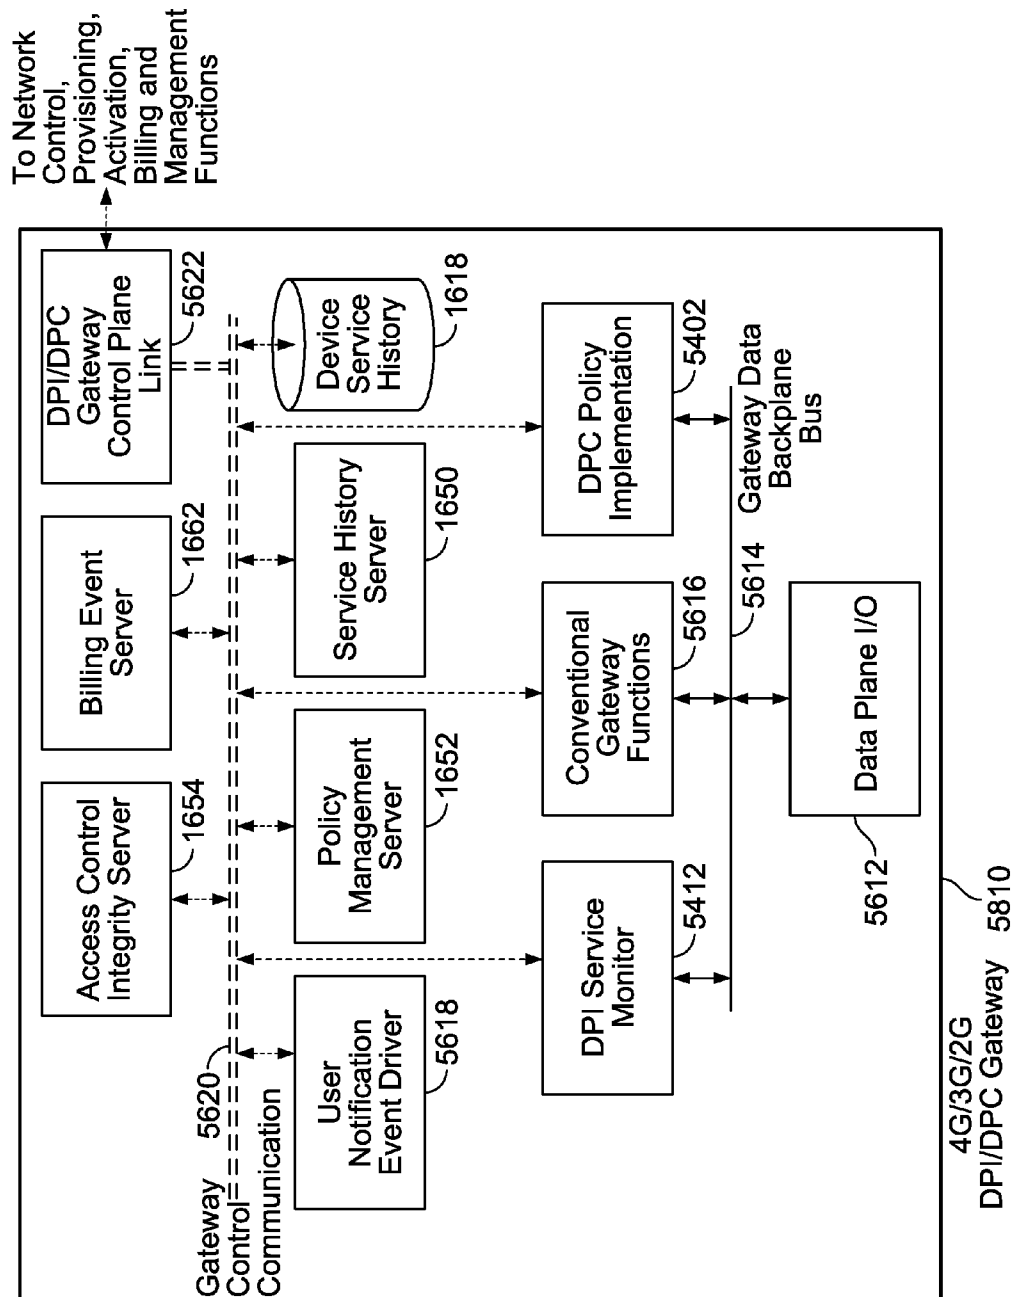 To Network
Control,
Provisioning,
Activation,
Billing and
Management
Functions
Access Control
Integrity Server
1654
Billing Event
Server
1662
DPI/DPC
Gateway
Control Plane
Link
5622
Gateway
Control
Communication
5620
User
Notification
Event Driver
5618
Policy
Management
Server
1652
Service History
Server
1650
Device
Service
History
1618
DPI Service
Monitor
5412
Conventional
Gateway
Functions
5616
DPC Policy
Implementation
5402
5614
Gateway Data
Backplane
Bus
Data Plane I/O
5612
4G/3G/2G
DPI/DPC Gateway
5810